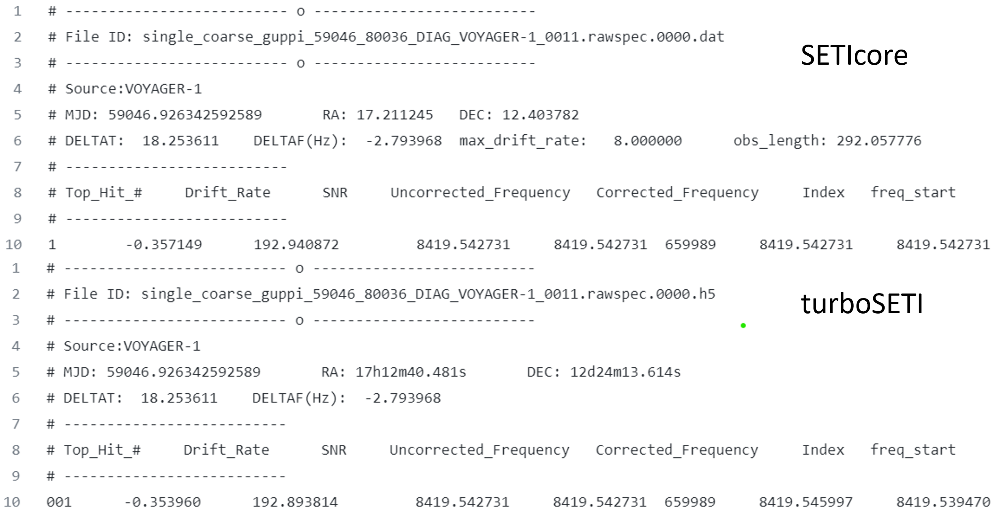 1 # -------------------------- o --------------------------
2 # File ID: single_coarse_guppi_59046_80036_DIAG_VOYAGER-1_0011.rawspec.0000.dat
SETIcore
3 # -------------------------- o --------------------------
4 # Source:VOYAGER-1
5 # MJD: 59046.926342592589 RA: 17.211245 DEC: 12.403782
6 # DELTAT: 18.253611 DELTAF(Hz): -2.793968 max_drift_rate: 8.000000 obs_length: 292.057776
7 # --------------------------
8 # Top_Hit_# Drift_Rate SNR Uncorrected_Frequency Corrected_Frequency Index freq_start
9 # --------------------------
10 1 -0.357149 192.940872 8419.542731 8419.542731 659989 8419.542731 8419.542731
1 # -------------------------- o --------------------------
2 # File ID: single_coarse_guppi_59046_80036_DIAG_VOYAGER-1_0011.rawspec.0000.h5
turboSETI
3 # -------------------------- o --------------------------
4 # Source:VOYAGER-1
5 # MJD: 59046.926342592589 RA: 17h12m40.481s DEC: 12d24m13.614s
6 # DELTAT: 18.253611 DELTAF(Hz): -2.793968
7 # --------------------------
8 # Top_Hit_# Drift_Rate SNR Uncorrected_Frequency Corrected_Frequency Index freq_start
9 # --------------------------
10 001 -0.353960 192.893814 8419.542731 8419.542731 659989 8419.545997 8419.539470